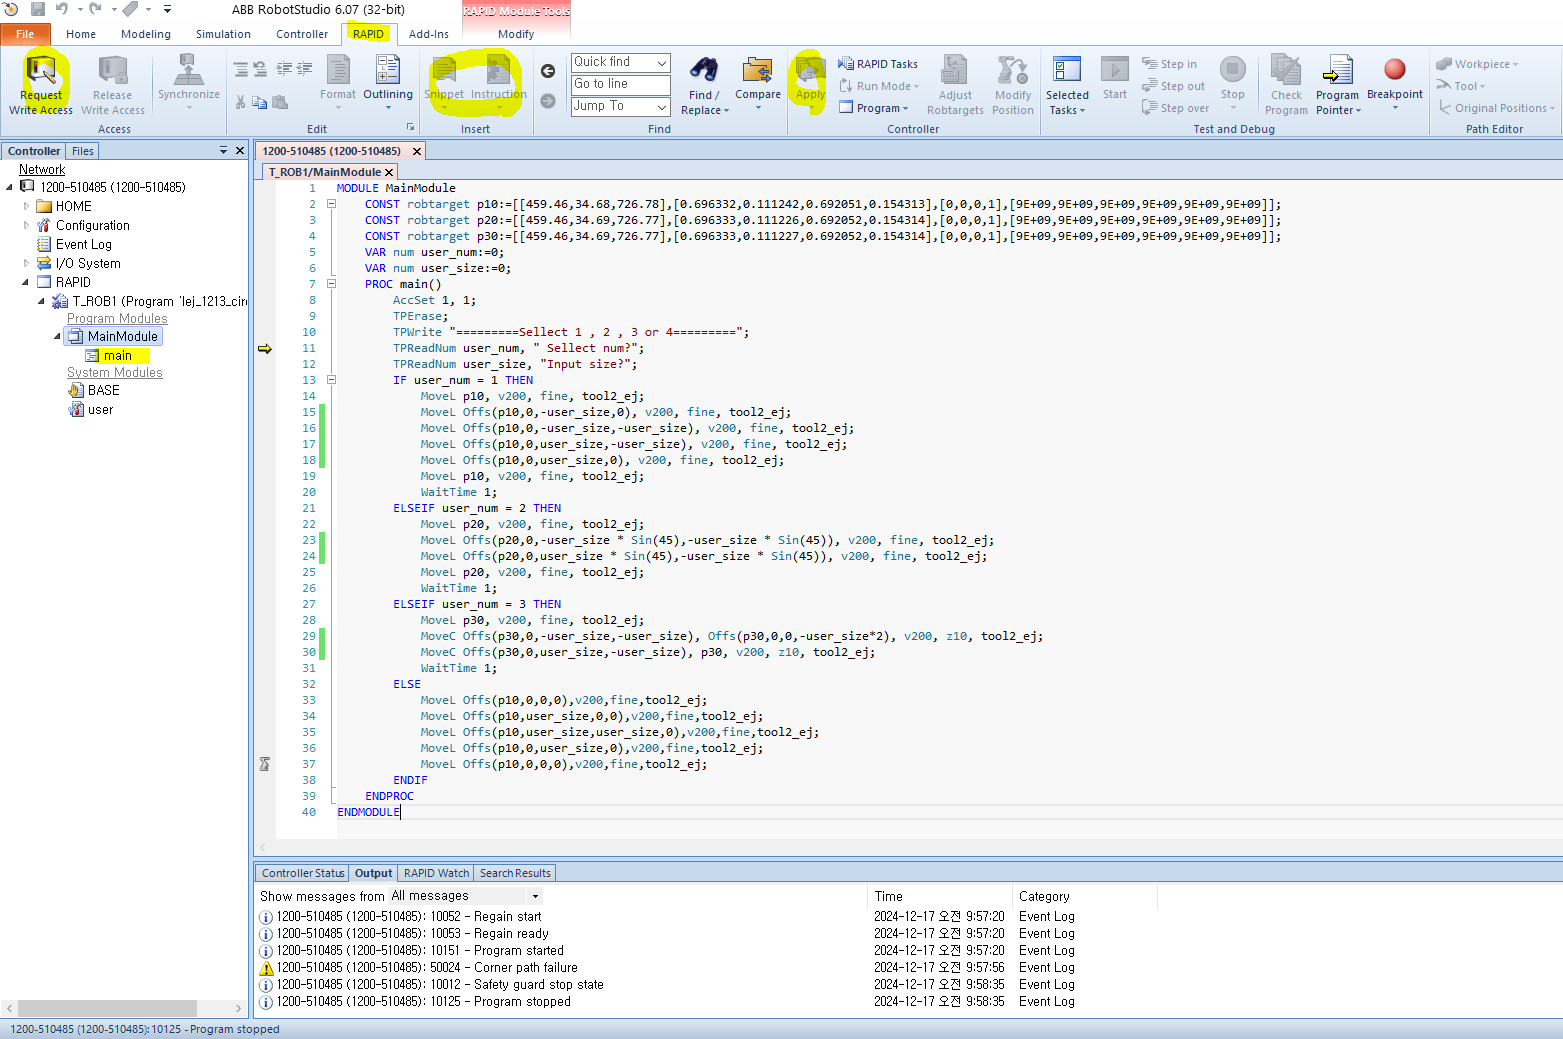 ABB RobotStudio 6.07 (32-bit)
RAPID Module Tools
File Home Modeling Simulation Controller RAPID Add-Ins Modify
Request Write Access
Release Write Access
Synchronize
Access
Format
Outlining
Edit
Snippet
Instruction
Insert
Quick find
Go to line
Jump To
Find / Replace
Find
Compare
Apply
RAPID Tasks
Run Mode
Program
Adjust Robtargets
Modify Position
Controller
Selected Tasks
Start
Step in
Step out
Step over
Stop
Check Program
Program Pointer
Breakpoint
Test and Debug
Workpiece
Tool
Original Positions
Path Editor
Controller Files
Network
1200-510485 (1200-510485)
HOME
Configuration
Event Log
I/O System
RAPID
T_ROB1 (Program 'lej_1213_cir
Program Modules
MainModule
main
System Modules
BASE
user
1200-510485 (1200-510485)
T_ROB1/MainModule
1 MODULE MainModule
2 CONST robtarget p10:=[[459.46,34.68,726.78],[0.696332,0.111242,0.692051,0.154313],[0,0,0,1],[9E+09,9E+09,9E+09,9E+09,9E+09,9E+09]];
3 CONST robtarget p20:=[[459.46,34.69,726.77],[0.696333,0.111226,0.692052,0.154314],[0,0,0,1],[9E+09,9E+09,9E+09,9E+09,9E+09,9E+09]];
4 CONST robtarget p30:=[[459.46,34.69,726.77],[0.696333,0.111227,0.692052,0.154314],[0,0,0,1],[9E+09,9E+09,9E+09,9E+09,9E+09,9E+09]];
5 VAR num user_num:=0;
6 VAR num user_size:=0;
7 PROC main()
8 AccSet 1, 1;
9 TPErase;
10 TPWrite "=========Sellect 1 , 2 , 3 or 4=========";
11 TPReadNum user_num, " Sellect num?";
12 TPReadNum user_size, "Input size?";
13 IF user_num = 1 THEN
14 MoveL p10, v200, fine, tool2_ej;
15 MoveL Offs(p10,0,-user_size,0), v200, fine, tool2_ej;
16 MoveL Offs(p10,0,-user_size,-user_size), v200, fine, tool2_ej;
17 MoveL Offs(p10,0,user_size,-user_size), v200, fine, tool2_ej;
18 MoveL Offs(p10,0,user_size,0), v200, fine, tool2_ej;
19 MoveL p10, v200, fine, tool2_ej;
20 WaitTime 1;
21 ELSEIF user_num = 2 THEN
22 MoveL p20, v200, fine, tool2_ej;
23 MoveL Offs(p20,0,-user_size * Sin(45),-user_size * Sin(45)), v200, fine, tool2_ej;
24 MoveL Offs(p20,0,user_size * Sin(45),-user_size * Sin(45)), v200, fine, tool2_ej;
25 MoveL p20, v200, fine, tool2_ej;
26 WaitTime 1;
27 ELSEIF user_num = 3 THEN
28 MoveL p30, v200, fine, tool2_ej;
29 MoveC Offs(p30,0,-user_size,-user_size), Offs(p30,0,0,-user_size*2), v200, z10, tool2_ej;
30 MoveC Offs(p30,0,user_size,-user_size), p30, v200, z10, tool2_ej;
31 WaitTime 1;
32 ELSE
33 MoveL Offs(p10,0,0,0),v200,fine,tool2_ej;
34 MoveL Offs(p10,user_size,0,0),v200,fine,tool2_ej;
35 MoveL Offs(p10,user_size,user_size,0),v200,fine,tool2_ej;
36 MoveL Offs(p10,0,user_size,0),v200,fine,tool2_ej;
37 MoveL Offs(p10,0,0,0),v200,fine,tool2_ej;
38 ENDIF
39 ENDPROC
40 ENDMODULE
Controller Status Output RAPID Watch Search Results
Show messages from All messages Time Category
1200-510485 (1200-510485): 10052 - Regain start 2024-12-17 오전 9:57:20 Event Log
1200-510485 (1200-510485): 10053 - Regain ready 2024-12-17 오전 9:57:20 Event Log
1200-510485 (1200-510485): 10151 - Program started 2024-12-17 오전 9:57:20 Event Log
1200-510485 (1200-510485): 50024 - Corner path failure 2024-12-17 오전 9:57:56 Event Log
1200-510485 (1200-510485): 10012 - Safety guard stop state 2024-12-17 오전 9:58:35 Event Log
1200-510485 (1200-510485): 10125 - Program stopped 2024-12-17 오전 9:58:35 Event Log
1200-510485 (1200-510485): 10125 - Program stopped